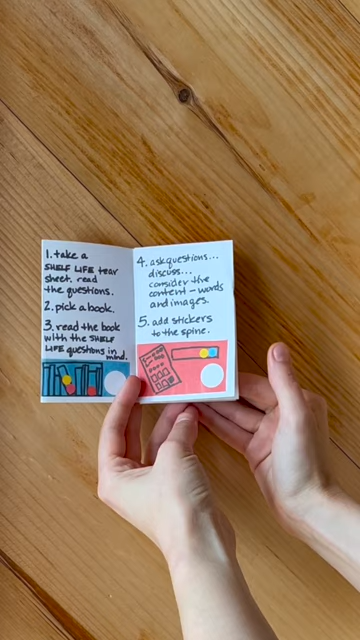 1. take a
SHELF LIFE tear
sheet. read
the questions.
2. pick a book.
3. read the book
with the SHELF
LIFE questions in
mind.
4. ask questions...
discuss...
consider the
content - words
and images.
5. add stickers
to the spine.